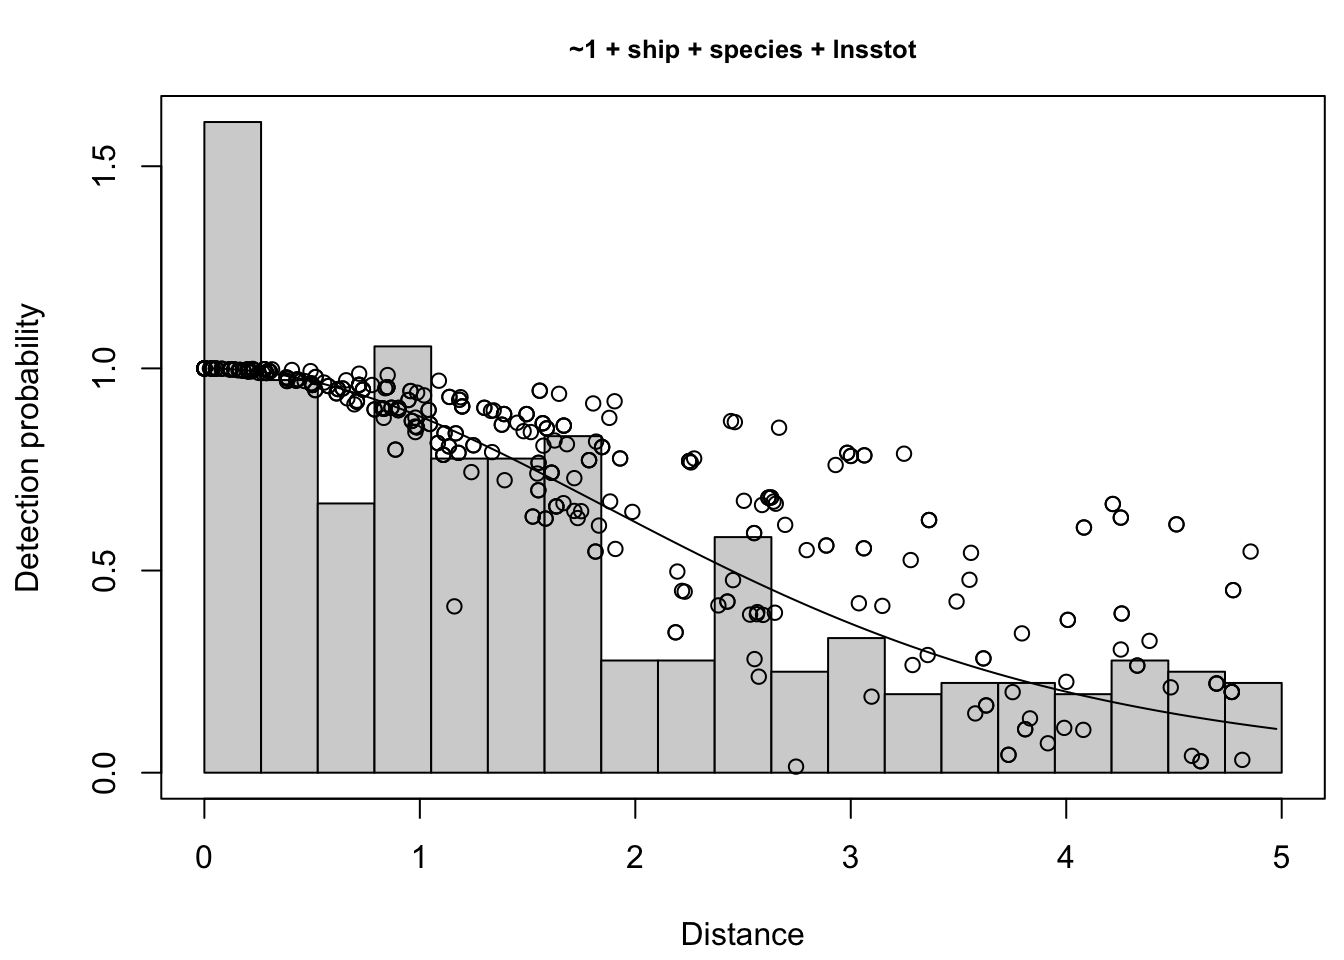 ~1 + ship + species + lnsstot
1.5
1.0
0.5
0.0
Detection probability
0 1 2 3 4 5
Distance